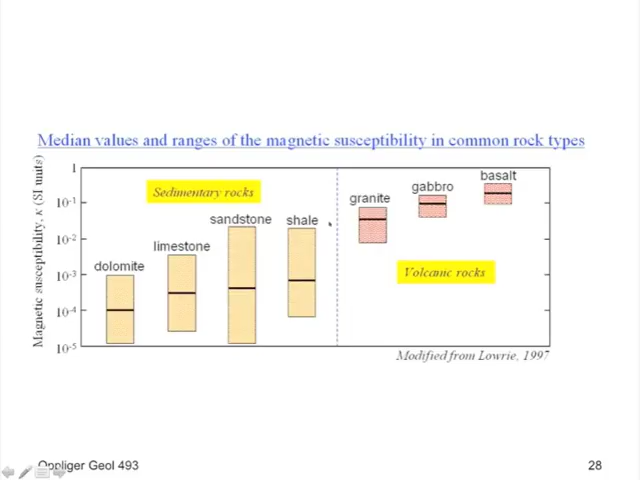 Median values and ranges of the magnetic susceptibility in common rock types
Magnetic susceptibility, κ (SI units)
1
10-1
10-2
10-3
10-4
10-5
Sedimentary rocks
dolomite
limestone
sandstone
shale
granite
gabbro
basalt
Volcanic rocks
Modified from Lowrie, 1997
Oppliger Geol 493
28